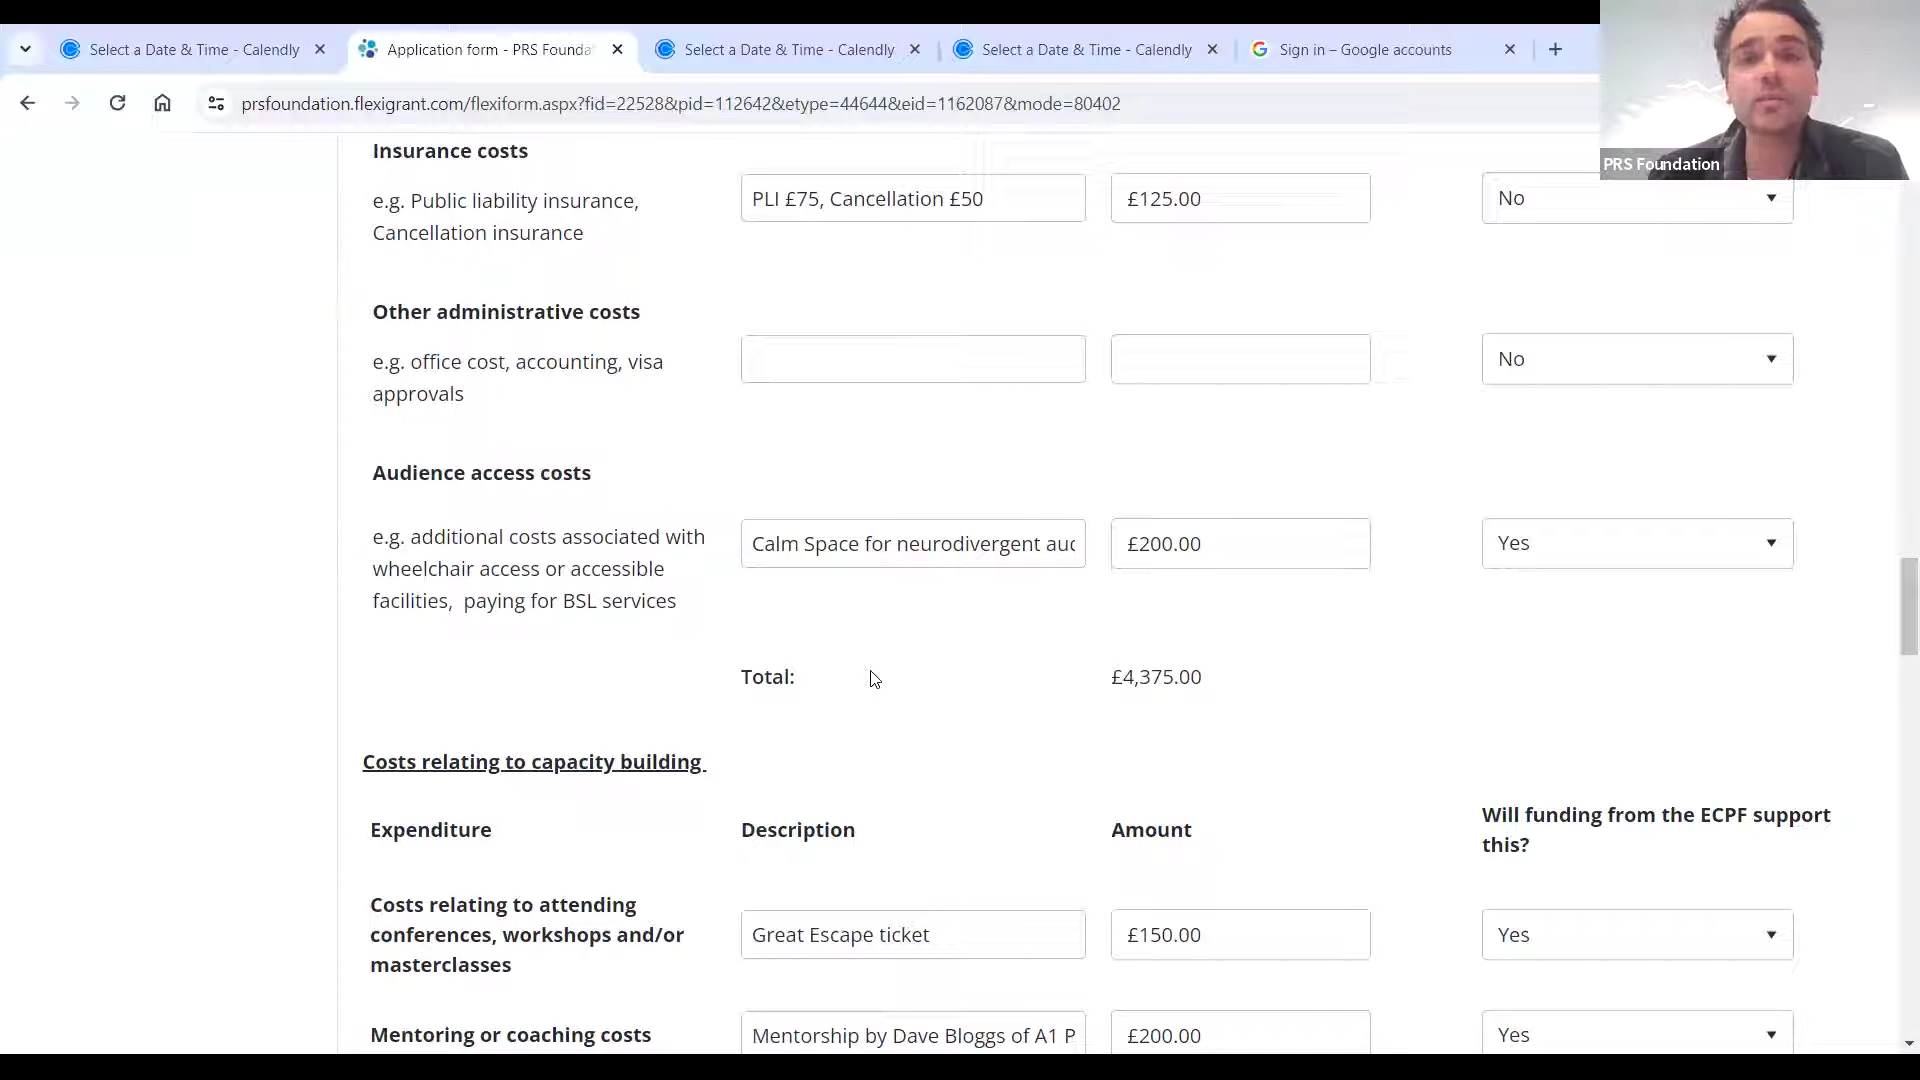 Select a Date & Time - Calendly
Application form - PRS Founda
Select a Date & Time - Calendly
Select a Date & Time - Calendly
Sign in – Google accounts
prsfoundation.flexigrant.com/flexiform.aspx?fid=22528&pid=112642&etype=44644&eid=1162087&mode=80402
PRS Foundation
Insurance costs
e.g. Public liability insurance,
Cancellation insurance
PLI £75, Cancellation £50
£125.00
No
Other administrative costs
e.g. office cost, accounting, visa
approvals
No
Audience access costs
e.g. additional costs associated with
wheelchair access or accessible
facilities,  paying for BSL services
Calm Space for neurodivergent auc
£200.00
Yes
Total:
£4,375.00
Costs relating to capacity building
Expenditure
Description
Amount
Will funding from the ECPF support
this?
Costs relating to attending
conferences, workshops and/or
masterclasses
Great Escape ticket
£150.00
Yes
Mentoring or coaching costs
Mentorship by Dave Bloggs of A1 P
£200.00
Yes